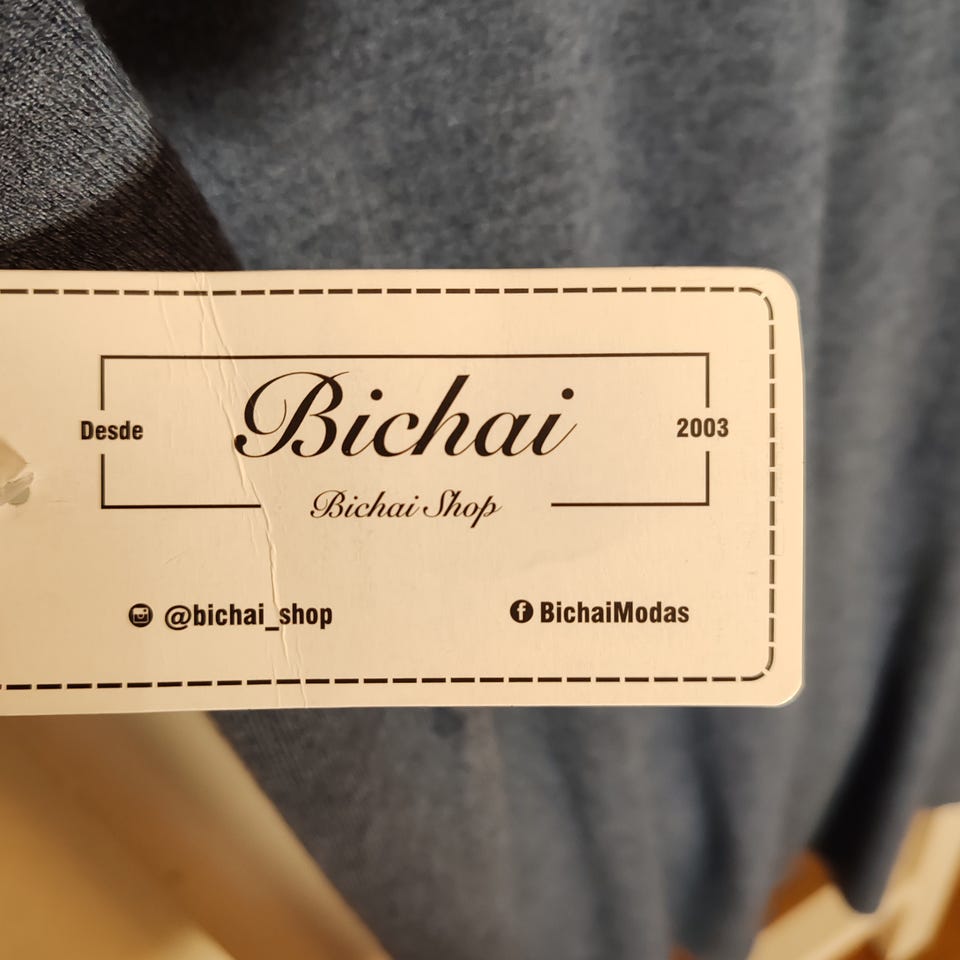 Desde Bichai 2003
Bichai Shop
@bichai_shop BichaiModas